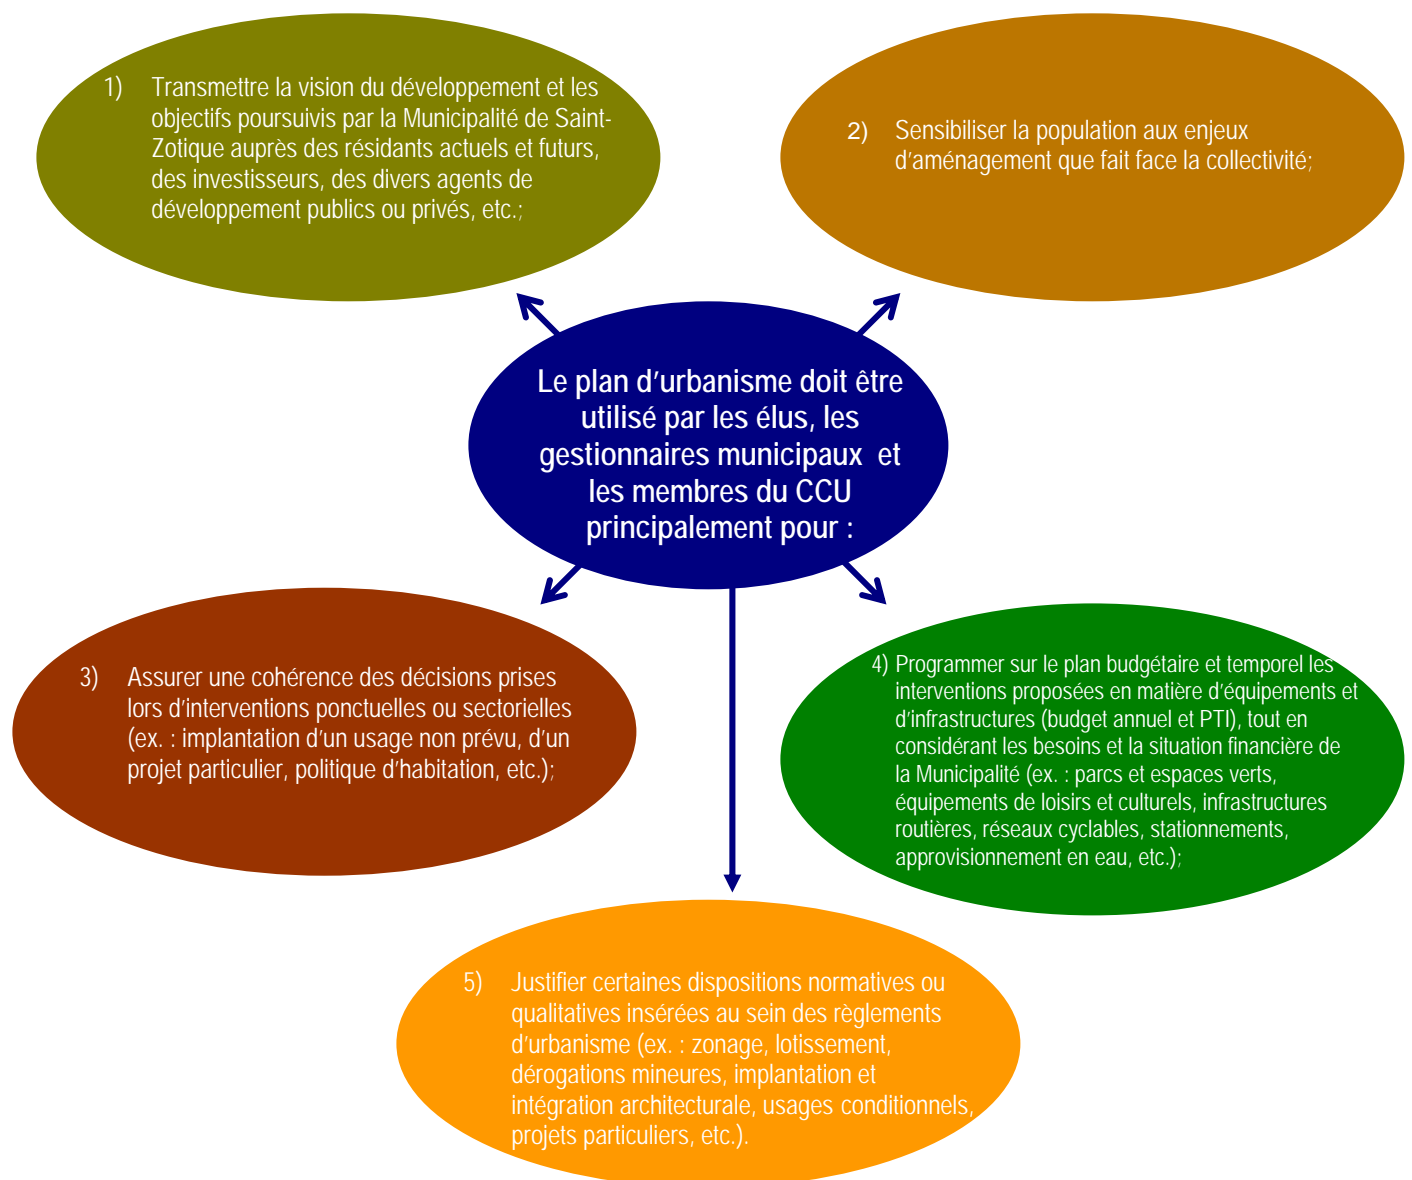 1) Transmettre la vision du développement et les
objectifs poursuivis par la Municipalité de Saint-
Zotique auprès des résidants actuels et futurs,
des investisseurs, des divers agents de
développement publics ou privés, etc.;
2) Sensibiliser la population aux enjeux
d’aménagement que fait face la collectivité;
Le plan d’urbanisme doit être
utilisé par les élus, les
gestionnaires municipaux et
les membres du CCU
principalement pour :
3) Assurer une cohérence des décisions prises
lors d’interventions ponctuelles ou sectorielles
(ex. : implantation d’un usage non prévu, d’un
projet particulier, politique d’habitation, etc.);
4) Programmer sur le plan budgétaire et temporel les
interventions proposées en matière d’équipements et
d’infrastructures (budget annuel et PTI), tout en
considérant les besoins et la situation financière de
la Municipalité (ex. : parcs et espaces verts,
équipements de loisirs et culturels, infrastructures
routières, réseaux cyclables, stationnements,
approvisionnement en eau, etc.);
5) Justifier certaines dispositions normatives ou
qualitatives insérées au sein des règlements
d’urbanisme (ex. : zonage, lotissement,
dérogations mineures, implantation et
intégration architecturale, usages conditionnels,
projets particuliers, etc.).